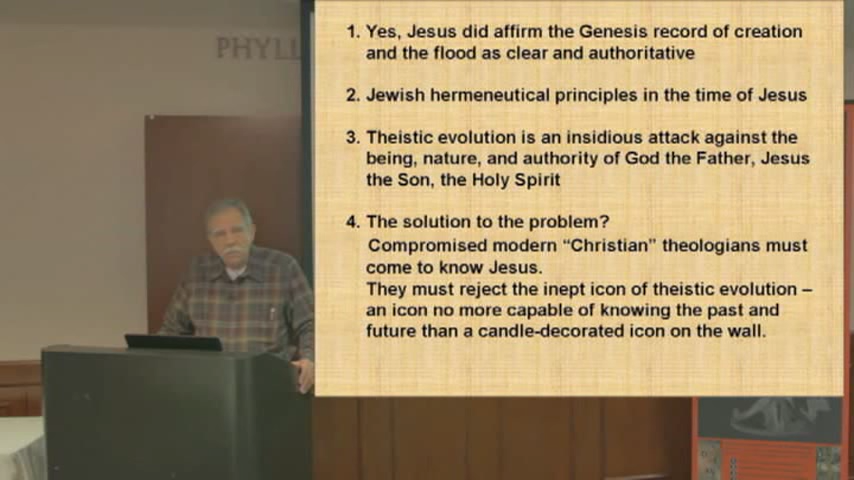 PHYLL
1. Yes, Jesus did affirm the Genesis record of creation
and the flood as clear and authoritative
2. Jewish hermeneutical principles in the time of Jesus
3. Theistic evolution is an insidious attack against the
being, nature, and authority of God the Father, Jesus
the Son, the Holy Spirit
4. The solution to the problem?
Compromised modern “Christian” theologians must
come to know Jesus.
They must reject the inept icon of theistic evolution –
an icon no more capable of knowing the past and
future than a candle-decorated icon on the wall.